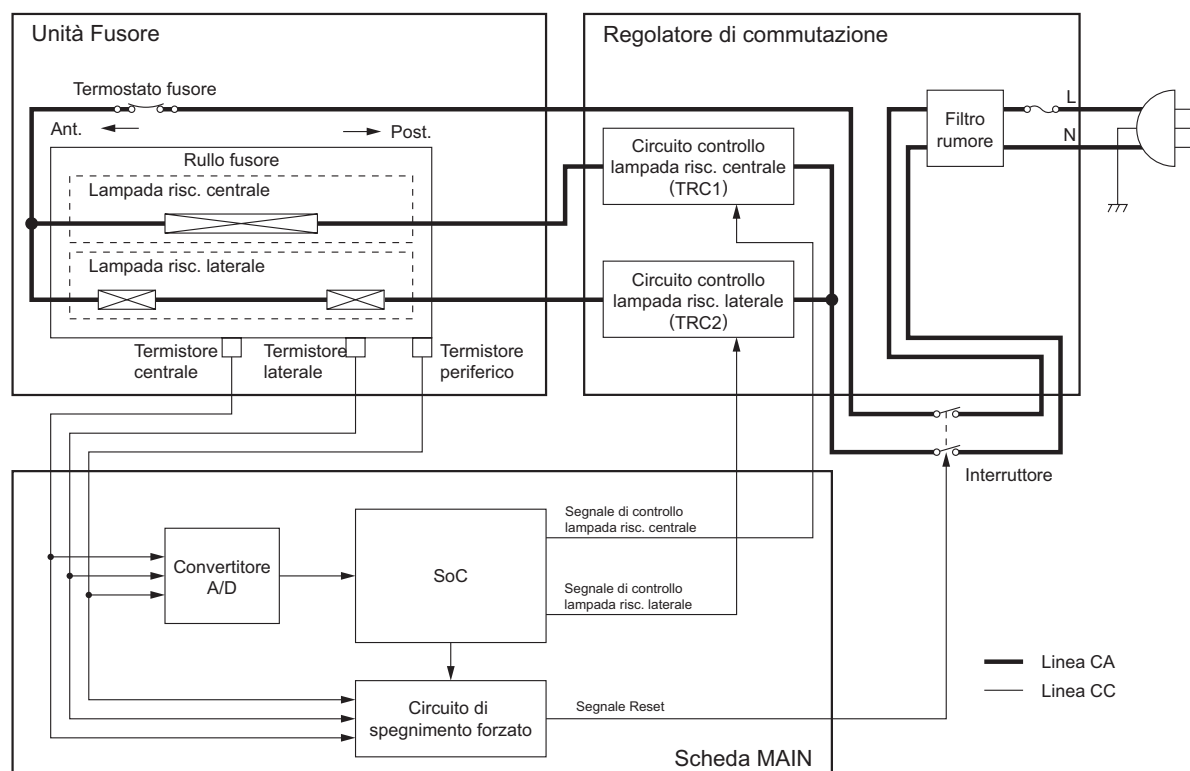 Unità Fusore
Regolatore di commutazione
Termostato fusore
L
Ant.
Post.
Filtro
rumore
N
Rullo fusore
Circuito controllo
lampada risc. centrale
(TRC1)
Lampada risc. centrale
Lampada risc. laterale
Circuito controllo
lampada risc. laterale
(TRC2)
Termistore
centrale
Termistore
laterale
Termistore
periferico
Interruttore
Segnale di controllo
lampada risc. centrale
Convertitore
A/D
SoC
Segnale di controllo
lampada risc. laterale
Linea CA
Linea CC
Circuito di
spegnimento forzato
Segnale Reset
Scheda MAIN